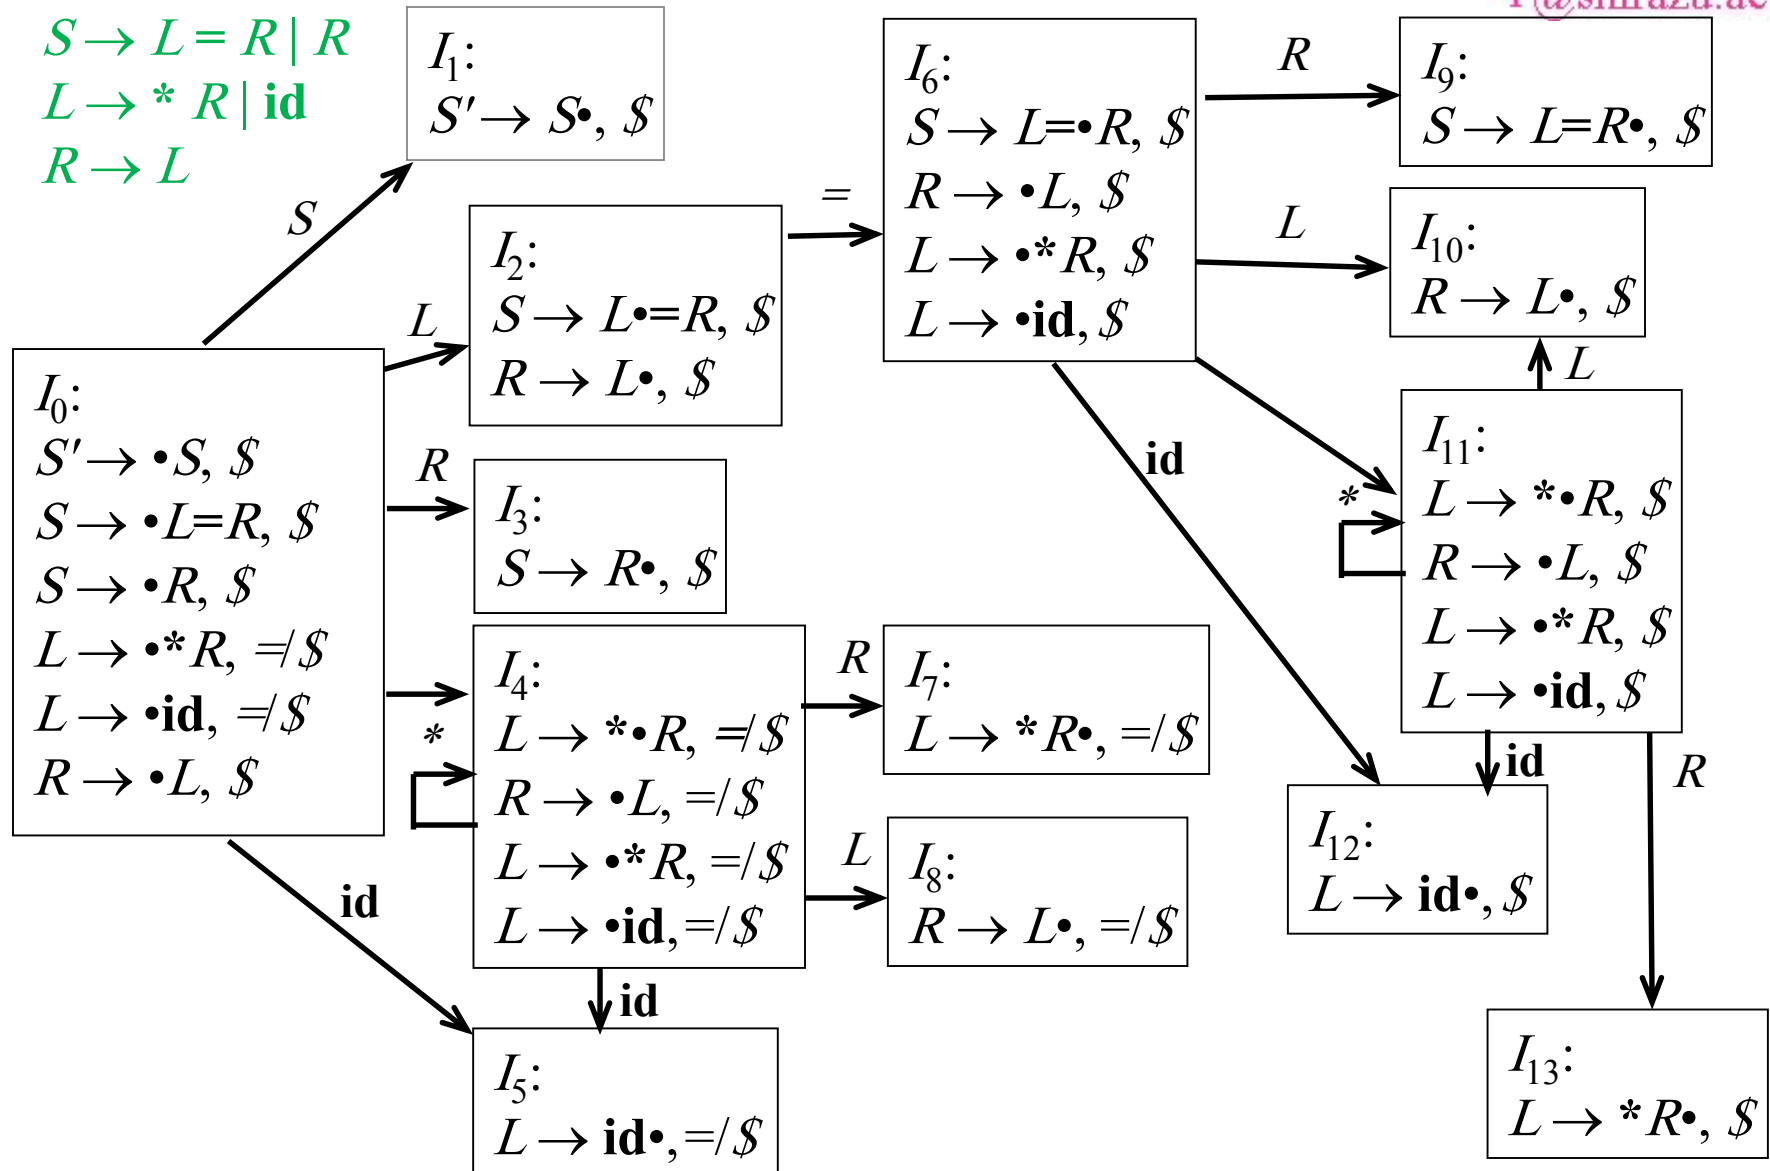 S → L = R | R
L → * R | id
R → L
I0:
S' → •S, $
S → •L=R, $
S → •R, $
L → •* R, =/$
L → •id, =/$
R → •L, $
S
I1:
S' → S•, $
L
I2:
S → L•=R, $
R → L•, $
R
I3:
S → R•, $
*
I4:
L → *•R, =/$
R → •L, =/$
L → •* R, =/$
L → •id, =/$
id
id
I5:
L → id•, =/$
=
I6:
S → L=•R, $
R → •L, $
L → •* R, $
L → •id, $
R
I7:
L → *R•, =/$
L
I8:
R → L•, =/$
R
I9:
S → L=R•, $
L
I10:
R → L•, $
L
id
*
I11:
L → *•R, $
R → •L, $
L → •* R, $
L → •id, $
id
R
I12:
L → id•, $
I13:
L → *R•, $